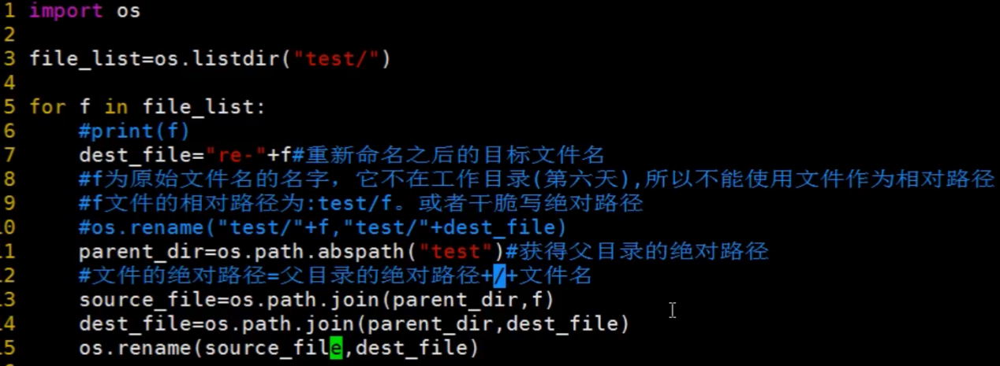 1 import os
2
3 file_list=os.listdir("test/")
4
5 for f in file_list:
6     #print(f)
7     dest_file="re-"+f#重新命名之后的目标文件名
8     #f为原始文件名的名字，它不在工作目录(第六天),所以不能使用文件作为相对路径
9     #f文件的相对路径为:test/f。或者干脆写绝对路径
0     #os.rename("test/"+f,"test/"+dest_file)
1     parent_dir=os.path.abspath("test")#获得父目录的绝对路径
2     #文件的绝对路径=父目录的绝对路径+/+文件名
3     source_file=os.path.join(parent_dir,f)
4     dest_file=os.path.join(parent_dir,dest_file)
5     os.rename(source_file,dest_file)